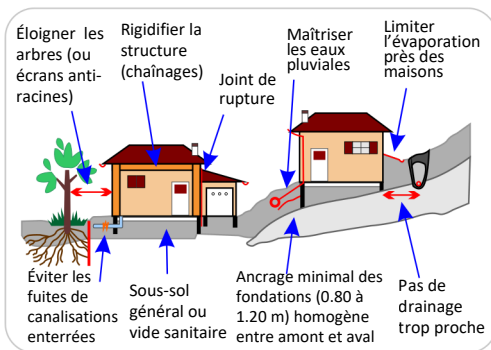 Éloigner les
arbres (ou
écrans anti-
racines)
Rigidifier la
structure
(chaînages)
Joint de
rupture
Maîtriser
les eaux
pluviales
Limiter
l’évaporation
près des
maisons
Éviter les
fuites de
canalisations
enterrées
Sous-sol
général ou
vide sanitaire
Ancrage minimal des
fondations (0.80 à
1.20 m) homogène
entre amont et aval
Pas de
drainage
trop proche